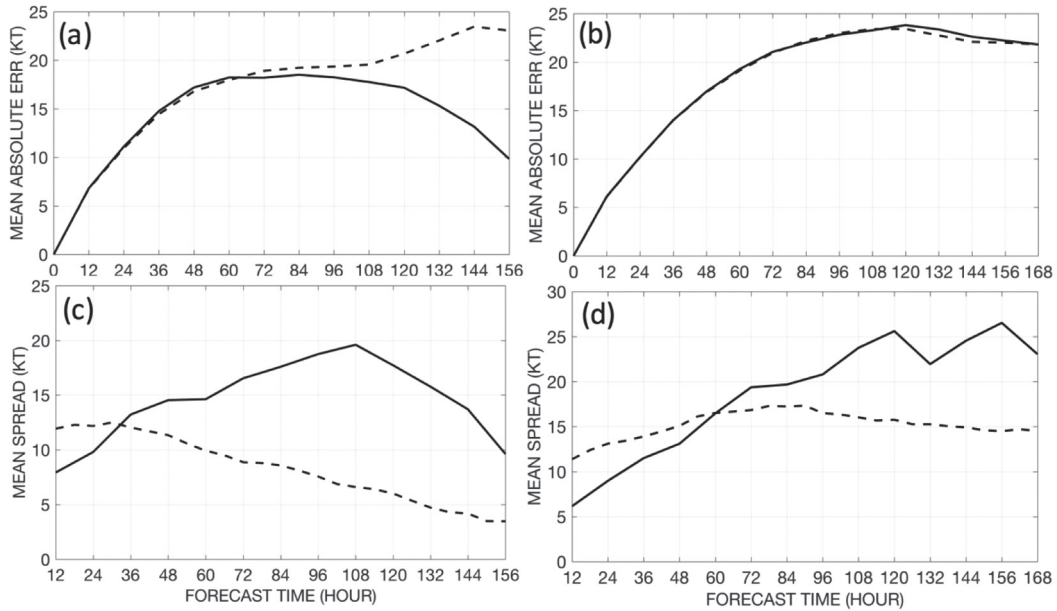 (a)
MEAN ABSOLUTE ERR (KT)
25
20
15
10
5
0
0 12 24 36 48 60 72 84 96 108 120 132 144 156
(b)
MEAN ABSOLUTE ERR (KT)
25
20
15
10
5
0
0 12 24 36 48 60 72 84 96 108 120 132 144 156 168
(c)
MEAN SPREAD (KT)
25
20
15
10
5
0
12 24 36 48 60 72 84 96 108 120 132 144 156
FORECAST TIME (HOUR)
(d)
MEAN SPREAD (KT)
30
25
20
15
10
5
0
12 24 36 48 60 72 84 96 108 120 132 144 156 168
FORECAST TIME (HOUR)